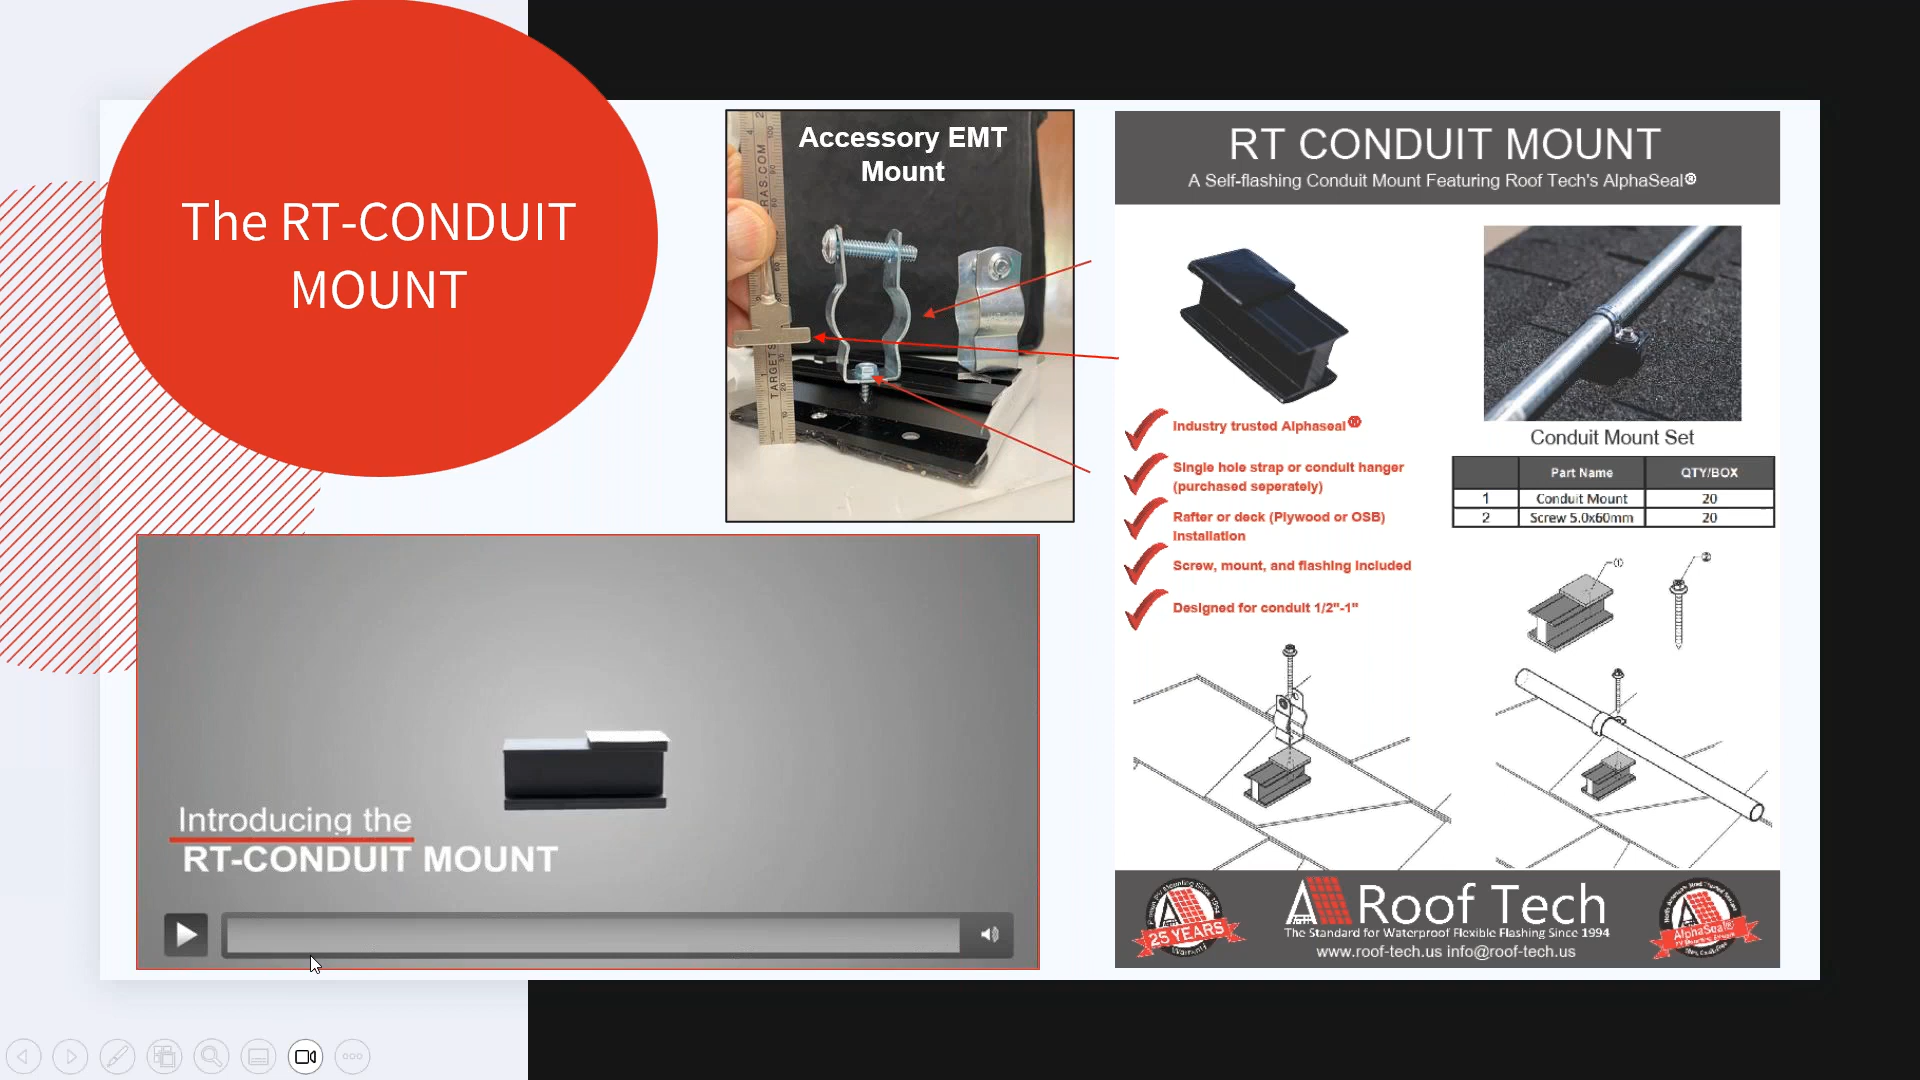 The RT-CONDUIT
MOUNT
Accessory EMT
Mount
RT CONDUIT MOUNT
A Self-flashing Conduit Mount Featuring Roof Tech's AlphaSeal®
Industry trusted Alphaseal®
Single hole strap or conduit hanger
(purchased seperately)
Rafter or deck (Plywood or OSB)
Installation
Screw, mount, and flashing included
Designed for conduit 1/2"-1"
Conduit Mount Set
Part Name QTY/BOX
1 Conduit Mount 20
2 Screw 5.0x60mm 20
(1)
2
Introducing the
RT-CONDUIT MOUNT
25 YEARS
Warranty
Roof Tech
The Standard for Waterproof Flexible Flashing Since 1994
www.roof-tech.us info@roof-tech.us
AlphaSeal®